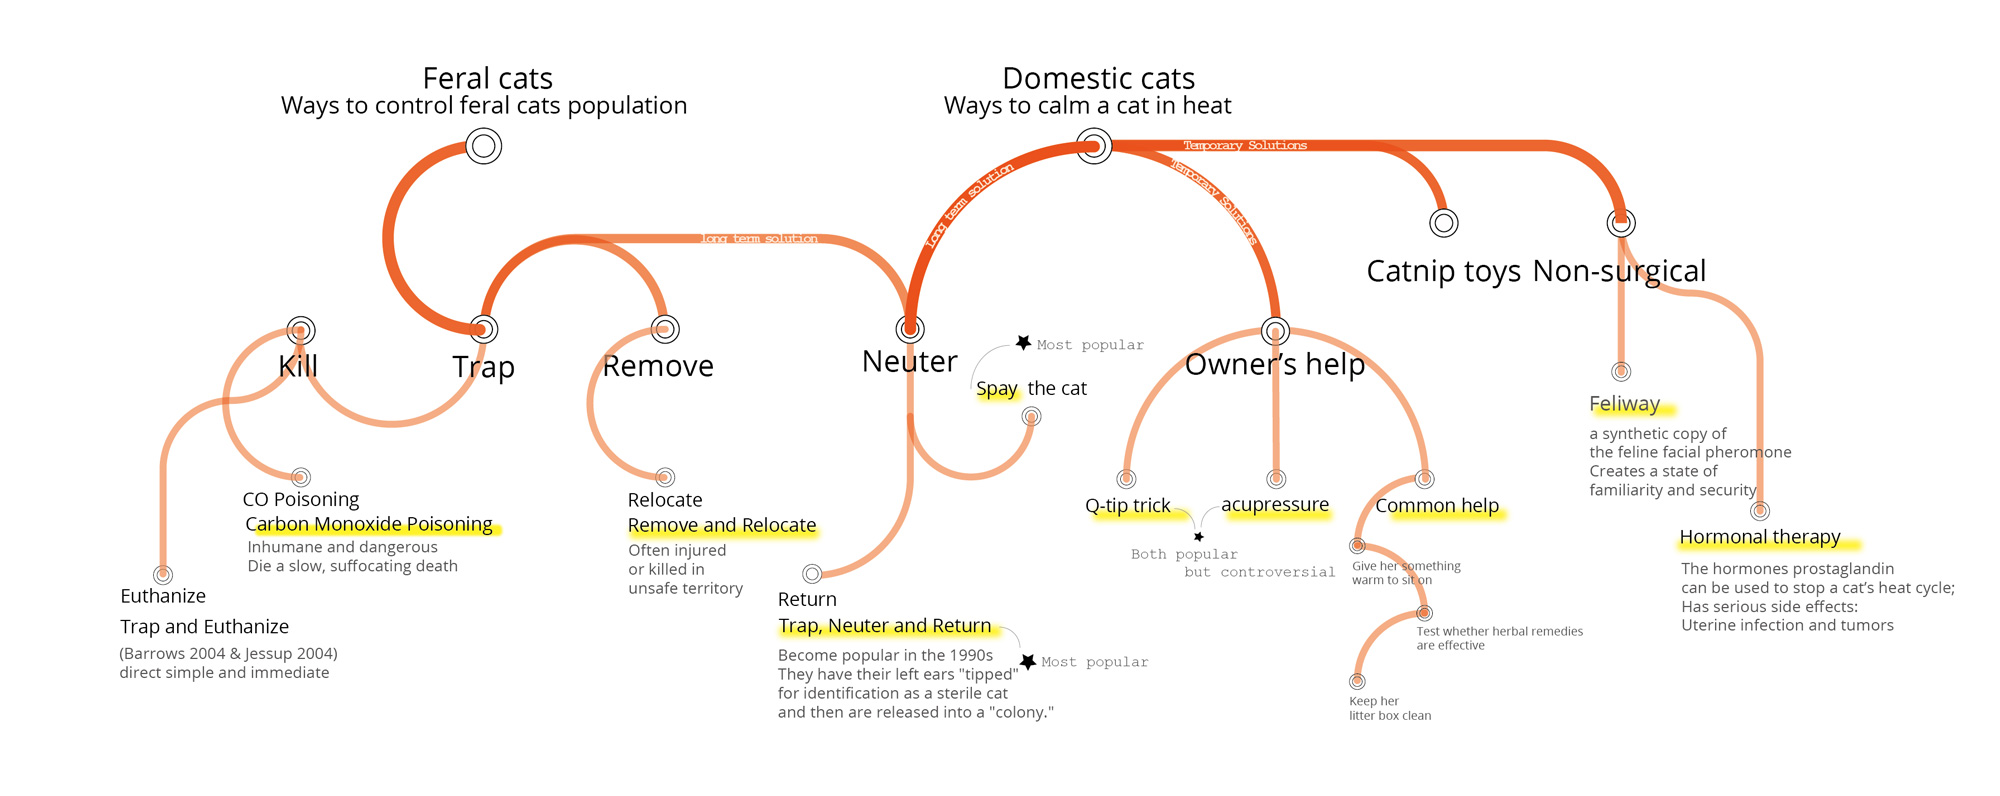 Feral cats
Ways to control feral cats population
Domestic cats
Ways to calm a cat in heat
Temporary Solutions
Long term solution
Temporary Solutions
long term solution
Kill
Trap
Remove
Neuter
Owner's help
Catnip toys
Non-surgical
Most popular
Spay the cat
CO Poisoning
Carbon Monoxide Poisoning
Inhumane and dangerous
Die a slow, suffocating death
Euthanize
Trap and Euthanize
(Barrows 2004 & Jessup 2004)
direct simple and immediate
Relocate
Remove and Relocate
Often injured
or killed in
unsafe territory
Return
Trap, Neuter and Return
Become popular in the 1990s
They have their left ears "tipped"
for identification as a sterile cat
and then are released into a "colony."
Most popular
Q-tip trick
acupressure
Both popular
but controversial
Common help
Give her something
warm to sit on
Test whether herbal remedies
are effective
Keep her
litter box clean
Feliway
a synthetic copy of
the feline facial pheromone
Creates a state of
familiarity and security
Hormonal therapy
The hormones prostaglandin
can be used to stop a cat's heat cycle;
Has serious side effects:
Uterine infection and tumors